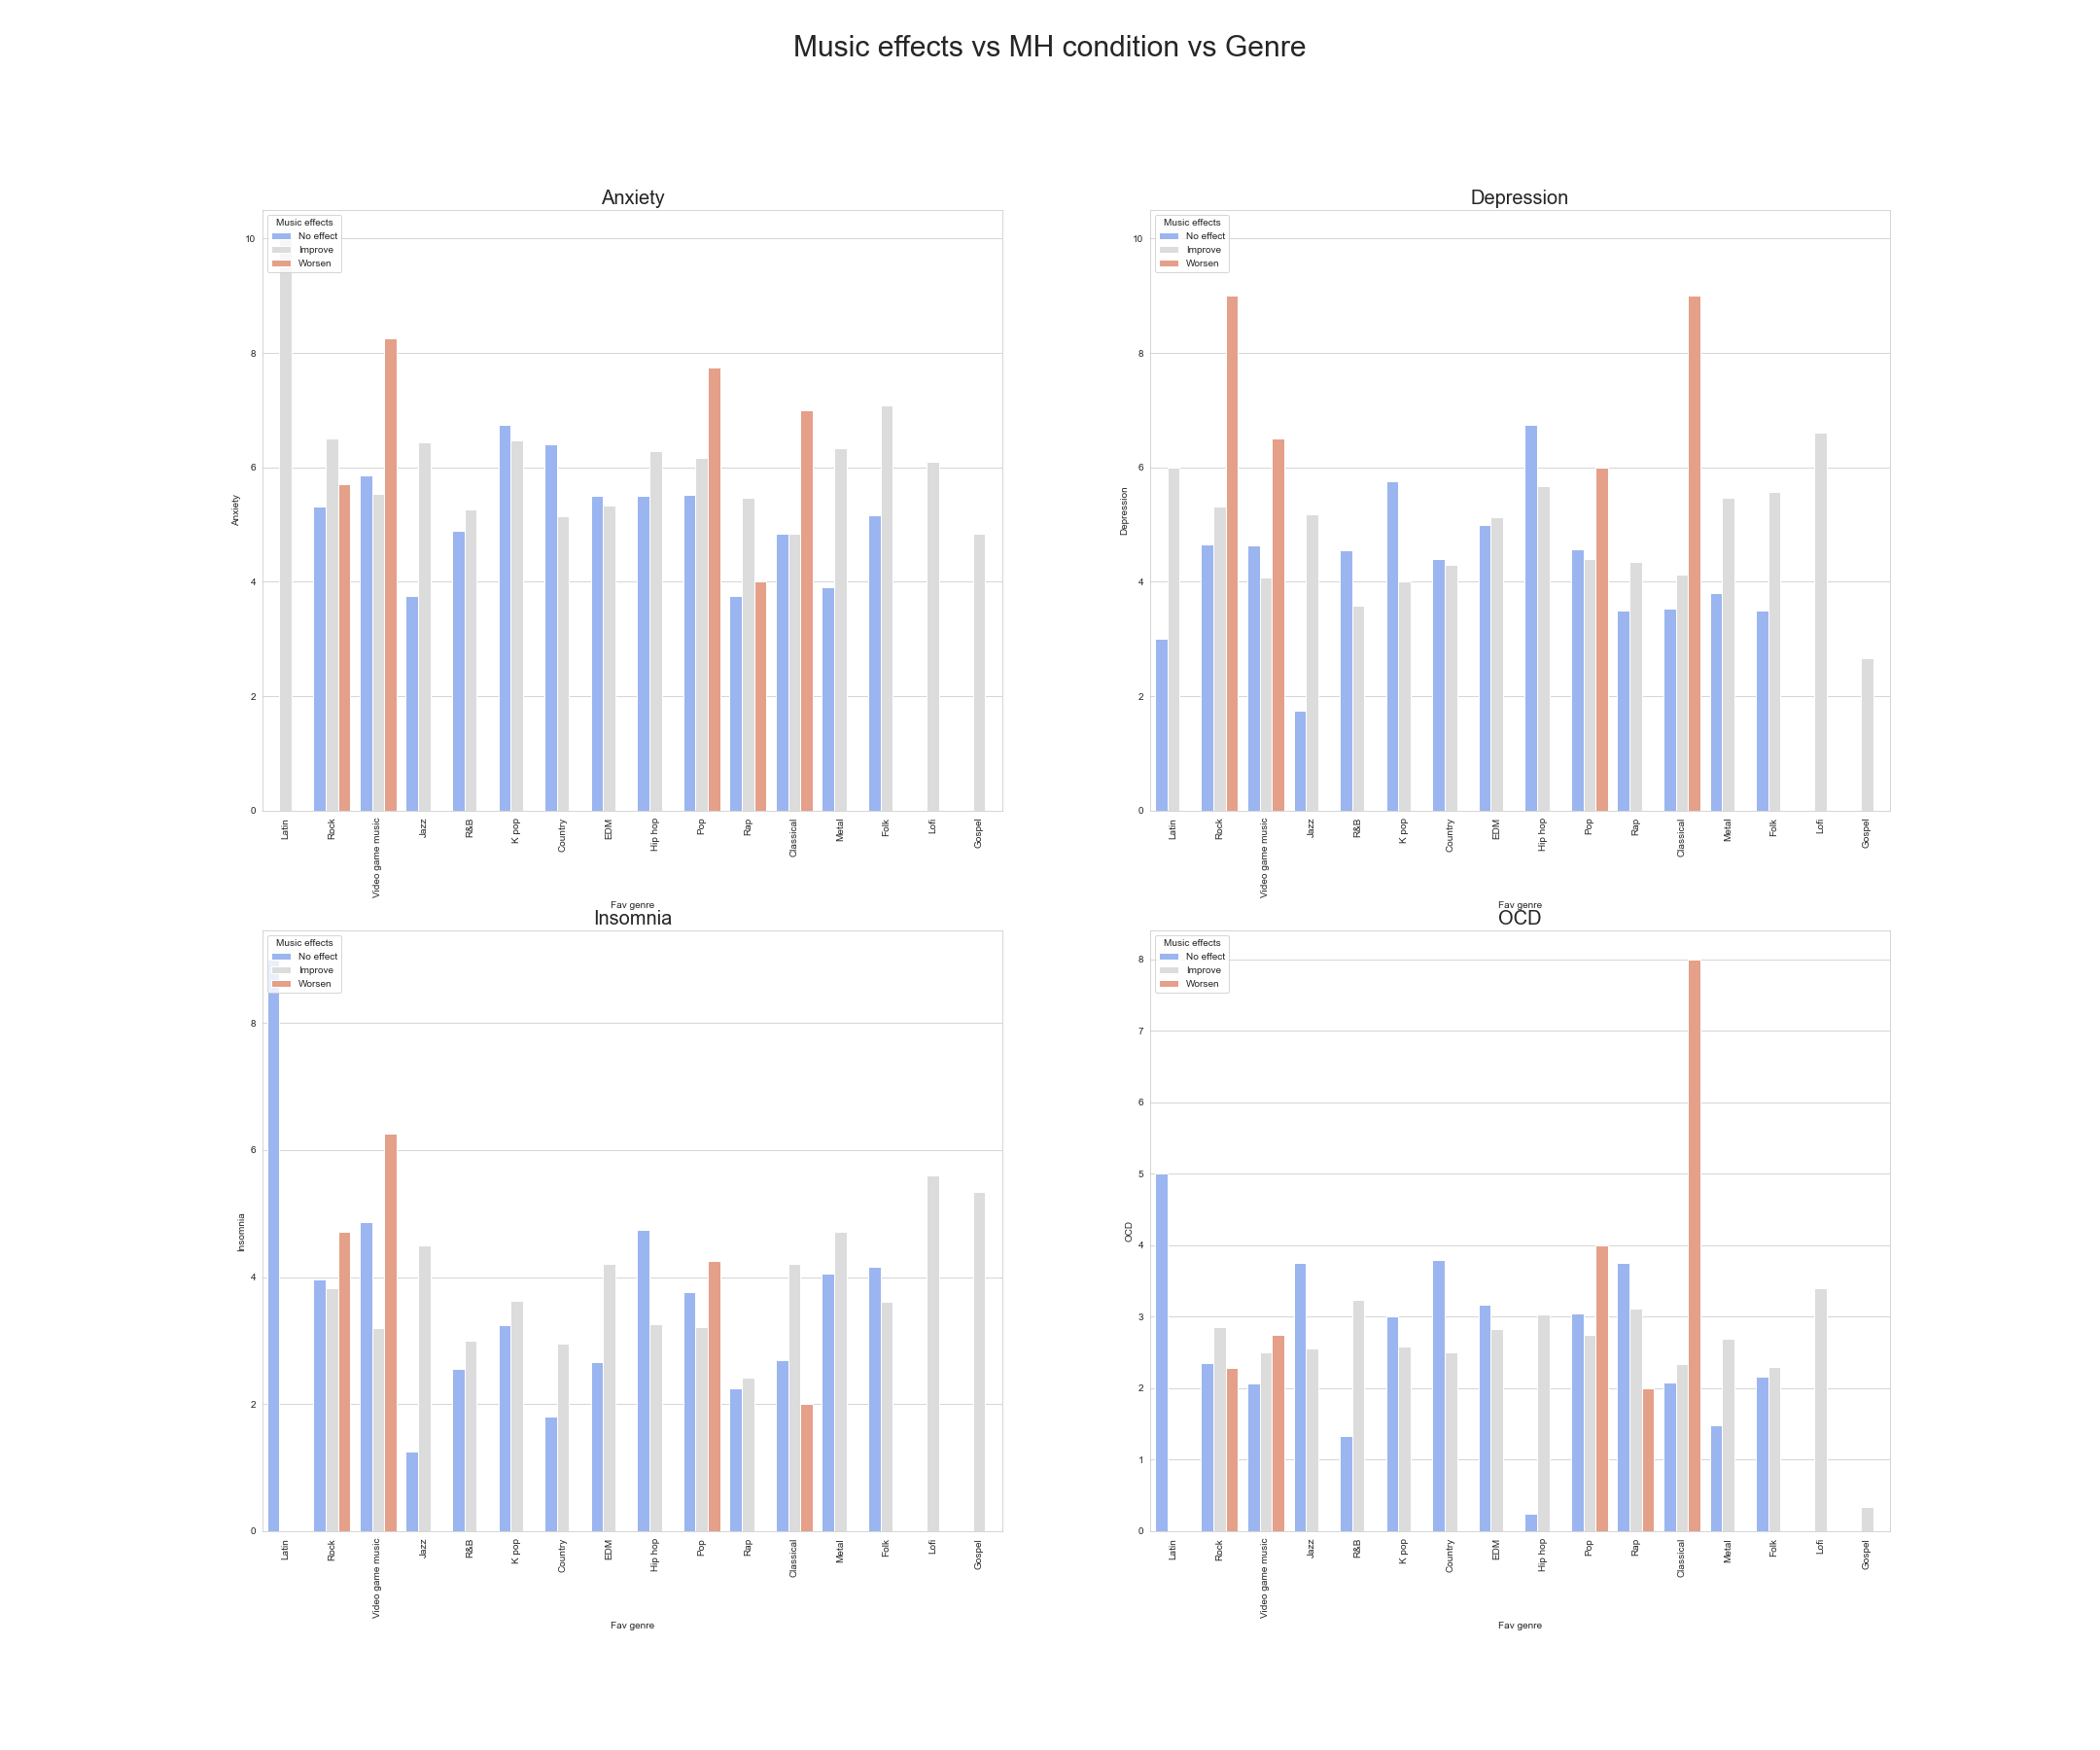 Music effects vs MH condition vs Genre
Anxiety
Music effects
No effect
Improve
Worsen
10
8
6
4
2
0
Anxiety
Latin
Rock
Video game music
Jazz
R&B
K pop
Country
EDM
Hip hop
Pop
Rap
Classical
Metal
Folk
Lofi
Gospel
Fav genre
Depression
Music effects
No effect
Improve
Worsen
10
8
6
4
2
0
Depression
Latin
Rock
Video game music
Jazz
R&B
K pop
Country
EDM
Hip hop
Pop
Rap
Classical
Metal
Folk
Lofi
Gospel
Fav genre
Insomnia
Music effects
No effect
Improve
Worsen
8
6
4
2
0
Insomnia
Latin
Rock
Video game music
Jazz
R&B
K pop
Country
EDM
Hip hop
Pop
Rap
Classical
Metal
Folk
Lofi
Gospel
Fav genre
OCD
Music effects
No effect
Improve
Worsen
8
7
6
5
4
3
2
1
0
OCD
Latin
Rock
Video game music
Jazz
R&B
K pop
Country
EDM
Hip hop
Pop
Rap
Classical
Metal
Folk
Lofi
Gospel
Fav genre